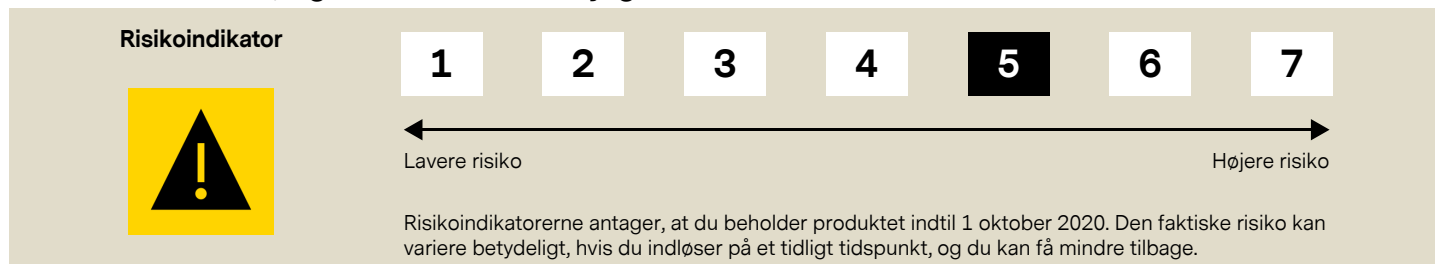 Risikoindikator
1 2 3 4 5 6 7
Lavere risiko Højere risiko
Risikoindikatorerne antager, at du beholder produktet indtil 1 oktober 2020. Den faktiske risiko kan
variere betydeligt, hvis du indløser på et tidligt tidspunkt, og du kan få mindre tilbage.